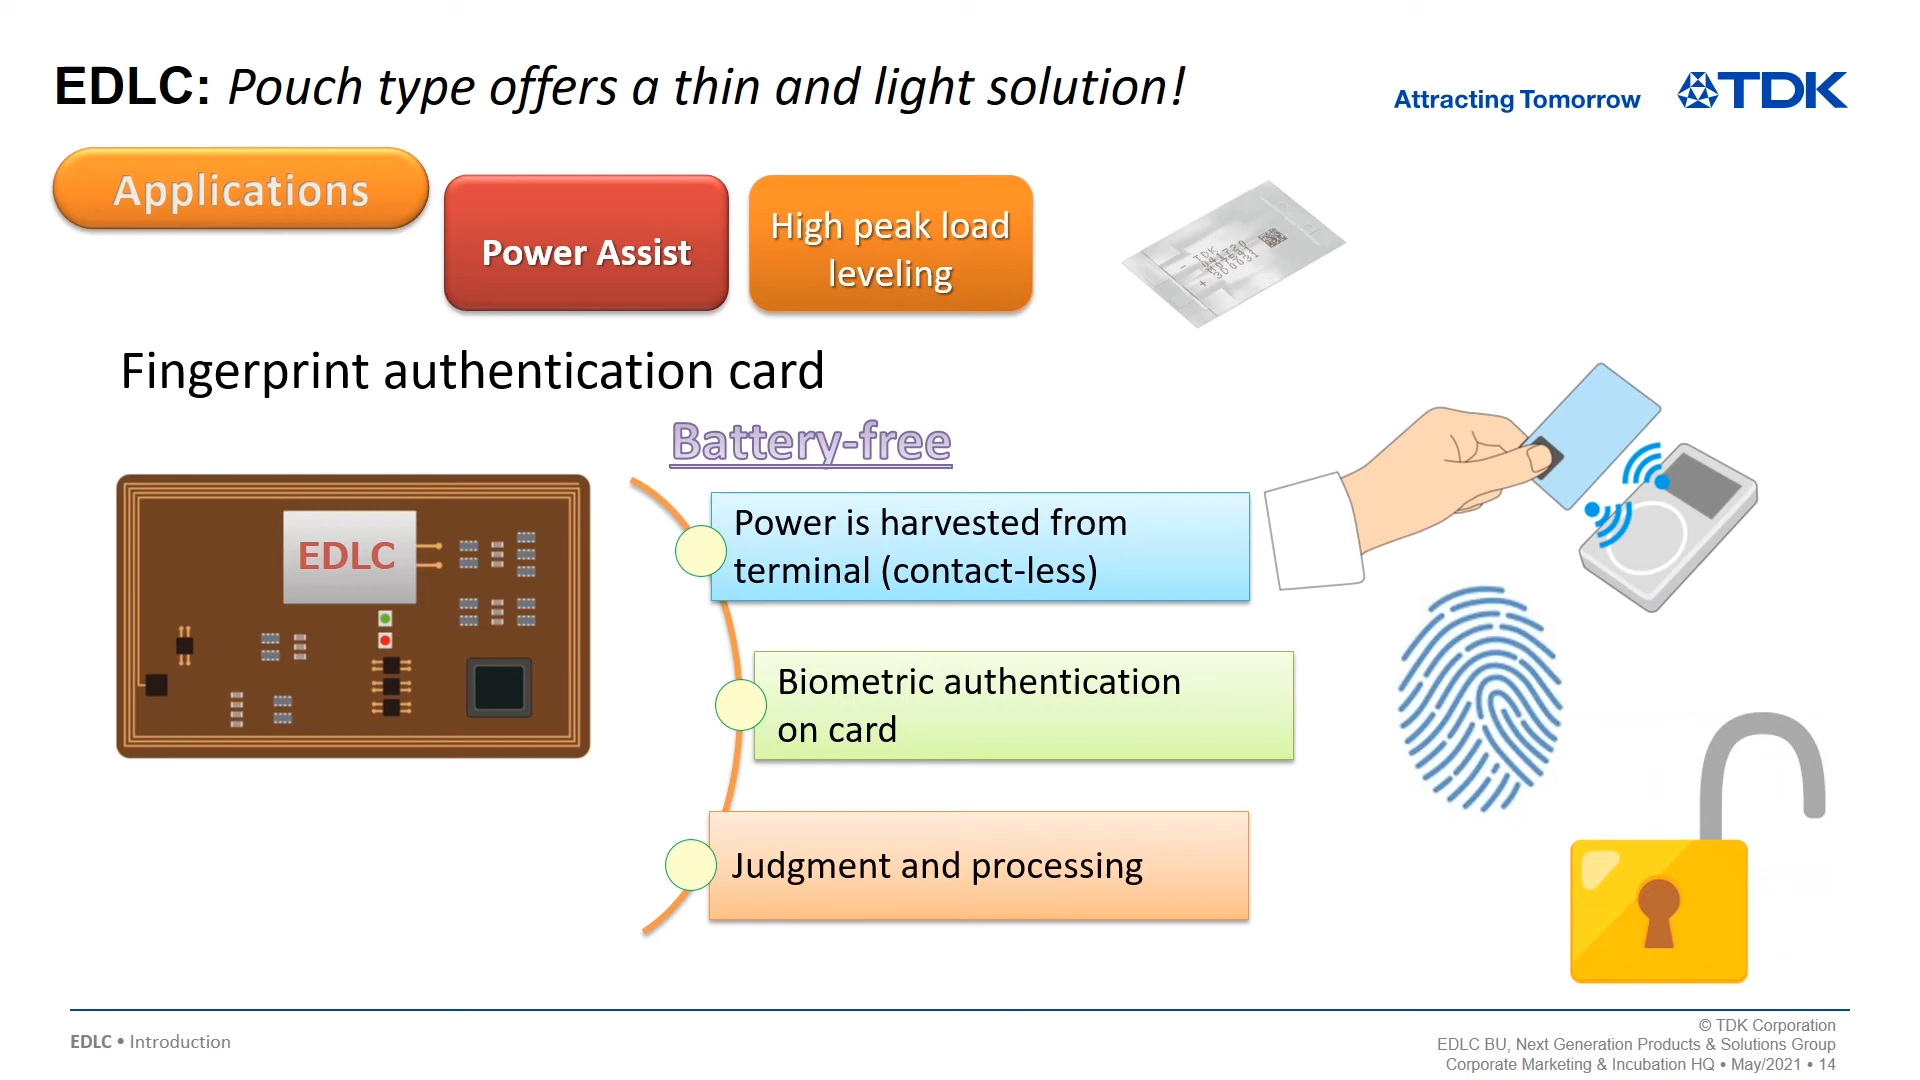 EDLC: Pouch type offers a thin and light solution!
Attracting Tomorrow
TDK
Applications
Power Assist
High peak load
leveling
Fingerprint authentication card
Battery-free
EDLC
Power is harvested from
terminal (contact-less)
Biometric authentication
on card
Judgment and processing
EDLC • Introduction
© TDK Corporation
EDLC BU, Next Generation Products & Solutions Group
Corporate Marketing & Incubation HQ • May/2021 • 14